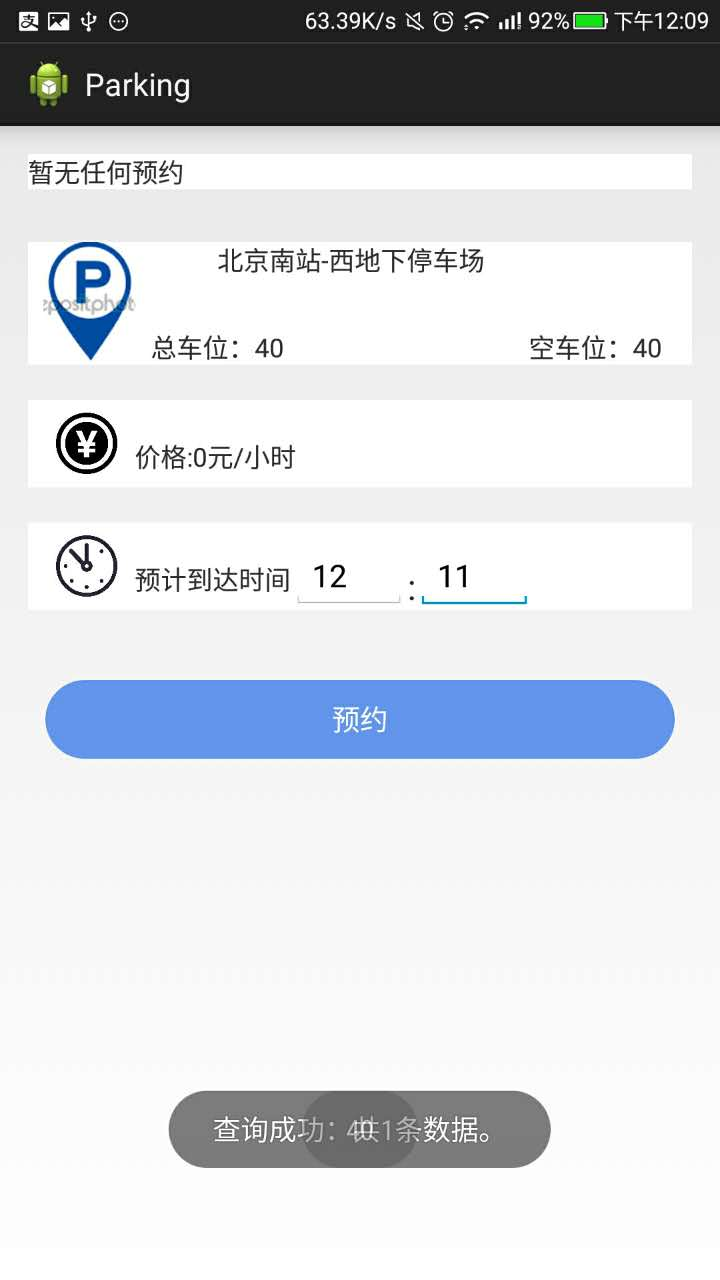 63.39K/s 92% 下午12:09
Parking
暂无任何预约
P
北京南站-西地下停车场
总车位：40 空车位：40
¥
价格:0元/小时
预计到达时间 12 : 11
预约
查询成功：共1条数据。
40